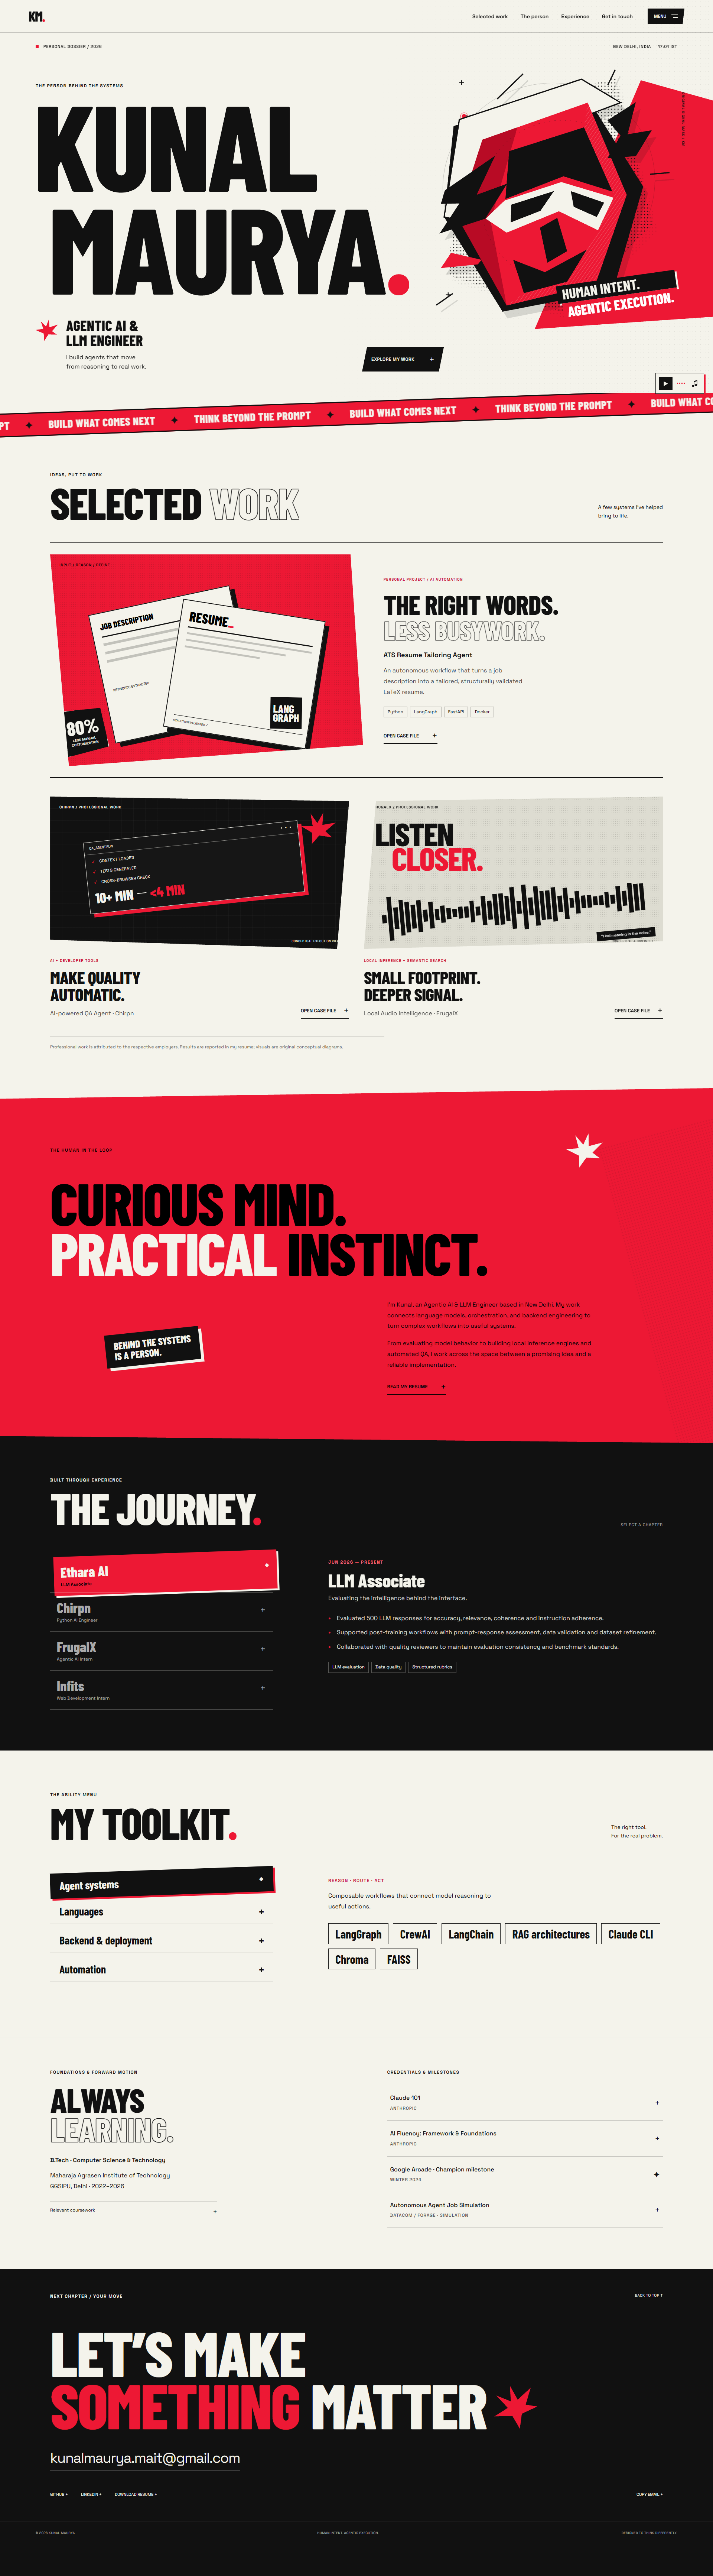 KM.
Selected work
The person
Experience
Get in touch
MENU
PERSONAL DOSSIER / 2026
NEW DELHI, INDIA
17:01 IST
THE PERSON BEHIND THE SYSTEMS
KUNAL
MAURYA.
HUMAN INTENT.
AGENTIC EXECUTION.
AGENTIC AI &
LLM ENGINEER
I build agents that move
from reasoning to real work.
EXPLORE MY WORK +
PT ✦ BUILD WHAT COMES NEXT ✦ THINK BEYOND THE PROMPT ✦ BUILD WHAT COMES NEXT ✦ THINK BEYOND THE PROMPT ✦ BUILD WHAT CO
IDEAS, PUT TO WORK
SELECTED WORK
A few systems I've helped
bring to life.
INPUT / REASON / REFINE
JOB DESCRIPTION
KEYWORDS EXTRACTED
RESUME_
STRUCTURE VALIDATED
80%
LESS MANUAL
CUSTOMIZATION
LANG
GRAPH
PERSONAL PROJECT / AI AUTOMATION
THE RIGHT WORDS.
LESS BUSYWORK.
ATS Resume Tailoring Agent
An autonomous workflow that turns a job
description into a tailored, structurally validated
LaTeX resume.
Python
LangGraph
FastAPI
Docker
OPEN CASE FILE +
CHIRPN / PROFESSIONAL WORK
QA_AGENT.RUN
✓ CONTEXT LOADED
✓ TESTS GENERATED
✓ CROSS-BROWSER CHECK
10+ MIN — <4 MIN
CONCEPTUAL EXECUTION
AI + DEVELOPER TOOLS
MAKE QUALITY
AUTOMATIC.
AI-powered QA Agent · Chirpn
OPEN CASE FILE +
RUGALX / PROFESSIONAL WORK
LISTEN
CLOSER.
"Find meaning in the noise."
LOCAL INFERENCE + SEMANTIC SEARCH
SMALL FOOTPRINT.
DEEPER SIGNAL.
Local Audio Intelligence · FrugalX
OPEN CASE FILE +
Professional work is attributed to the respective employers. Results are reported in my resume; visuals are original conceptual diagrams.
THE HUMAN IN THE LOOP
CURIOUS MIND.
PRACTICAL INSTINCT.
BEHIND THE SYSTEMS
IS A PERSON.
I'm Kunal, an Agentic AI & LLM Engineer based in New Delhi. My work
connects language models, orchestration, and backend engineering to
turn complex workflows into useful systems.
From evaluating model behavior to building local inference engines and
automated QA, I work across the space between a promising idea and a
reliable implementation.
READ MY RESUME +
BUILT THROUGH EXPERIENCE
THE JOURNEY.
SELECT A CHAPTER
Ethara AI
LLM Associate
Chirpn +
Python AI Engineer
FrugalX +
Agentic AI Intern
Infits +
Web Development Intern
JUN 2026 — PRESENT
LLM Associate
Evaluating the intelligence behind the interface.
Evaluated 500 LLM responses for accuracy, relevance, coherence and instruction adherence.
Supported post-training workflows with prompt-response assessment, data validation and dataset refinement.
Collaborated with quality reviewers to maintain evaluation consistency and benchmark standards.
LLM evaluation
Data quality
Structured rubrics
THE ABILITY MENU
MY TOOLKIT.
The right tool.
For the real problem.
Agent systems ✦
Languages +
Backend & deployment +
Automation +
REASON · ROUTE · ACT
Composable workflows that connect model reasoning to
useful actions.
LangGraph
CrewAI
LangChain
RAG architectures
Claude CLI
Chroma
FAISS
FOUNDATIONS & FORWARD MOTION
ALWAYS
LEARNING.
B.Tech · Computer Science & Technology
Maharaja Agrasen Institute of Technology
GGSIPU, Delhi · 2022–2026
Relevant coursework +
CREDENTIALS & MILESTONES
Claude 101 +
ANTHROPIC
AI Fluency: Framework & Foundations +
ANTHROPIC
Google Arcade · Champion milestone ✦
WINTER 2024
Autonomous Agent Job Simulation +
DATACOM / FORAGE · SIMULATION
NEXT CHAPTER / YOUR MOVE
BACK TO TOP ↑
LET'S MAKE
SOMETHING MATTER
kunalmaurya.mait@gmail.com
GITHUB +
LINKEDIN +
DOWNLOAD RESUME +
COPY EMAIL +
© 2026 KUNAL MAURYA
HUMAN INTENT. AGENTIC EXECUTION.
DESIGNED TO THINK DIFFERENTLY.